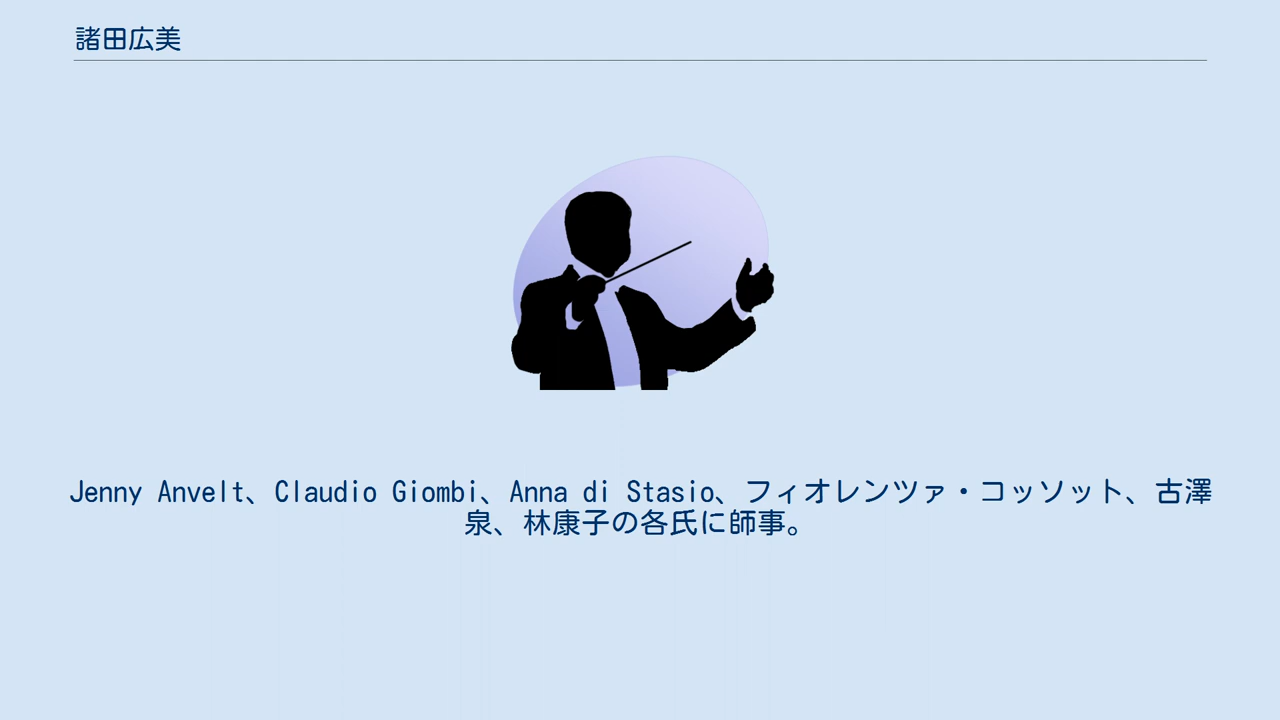 諸田広美
Jenny Anvelt、Claudio Giombi、Anna di Stasio、フィオレンツァ・コッソット、古澤
泉、林康子の各氏に師事。